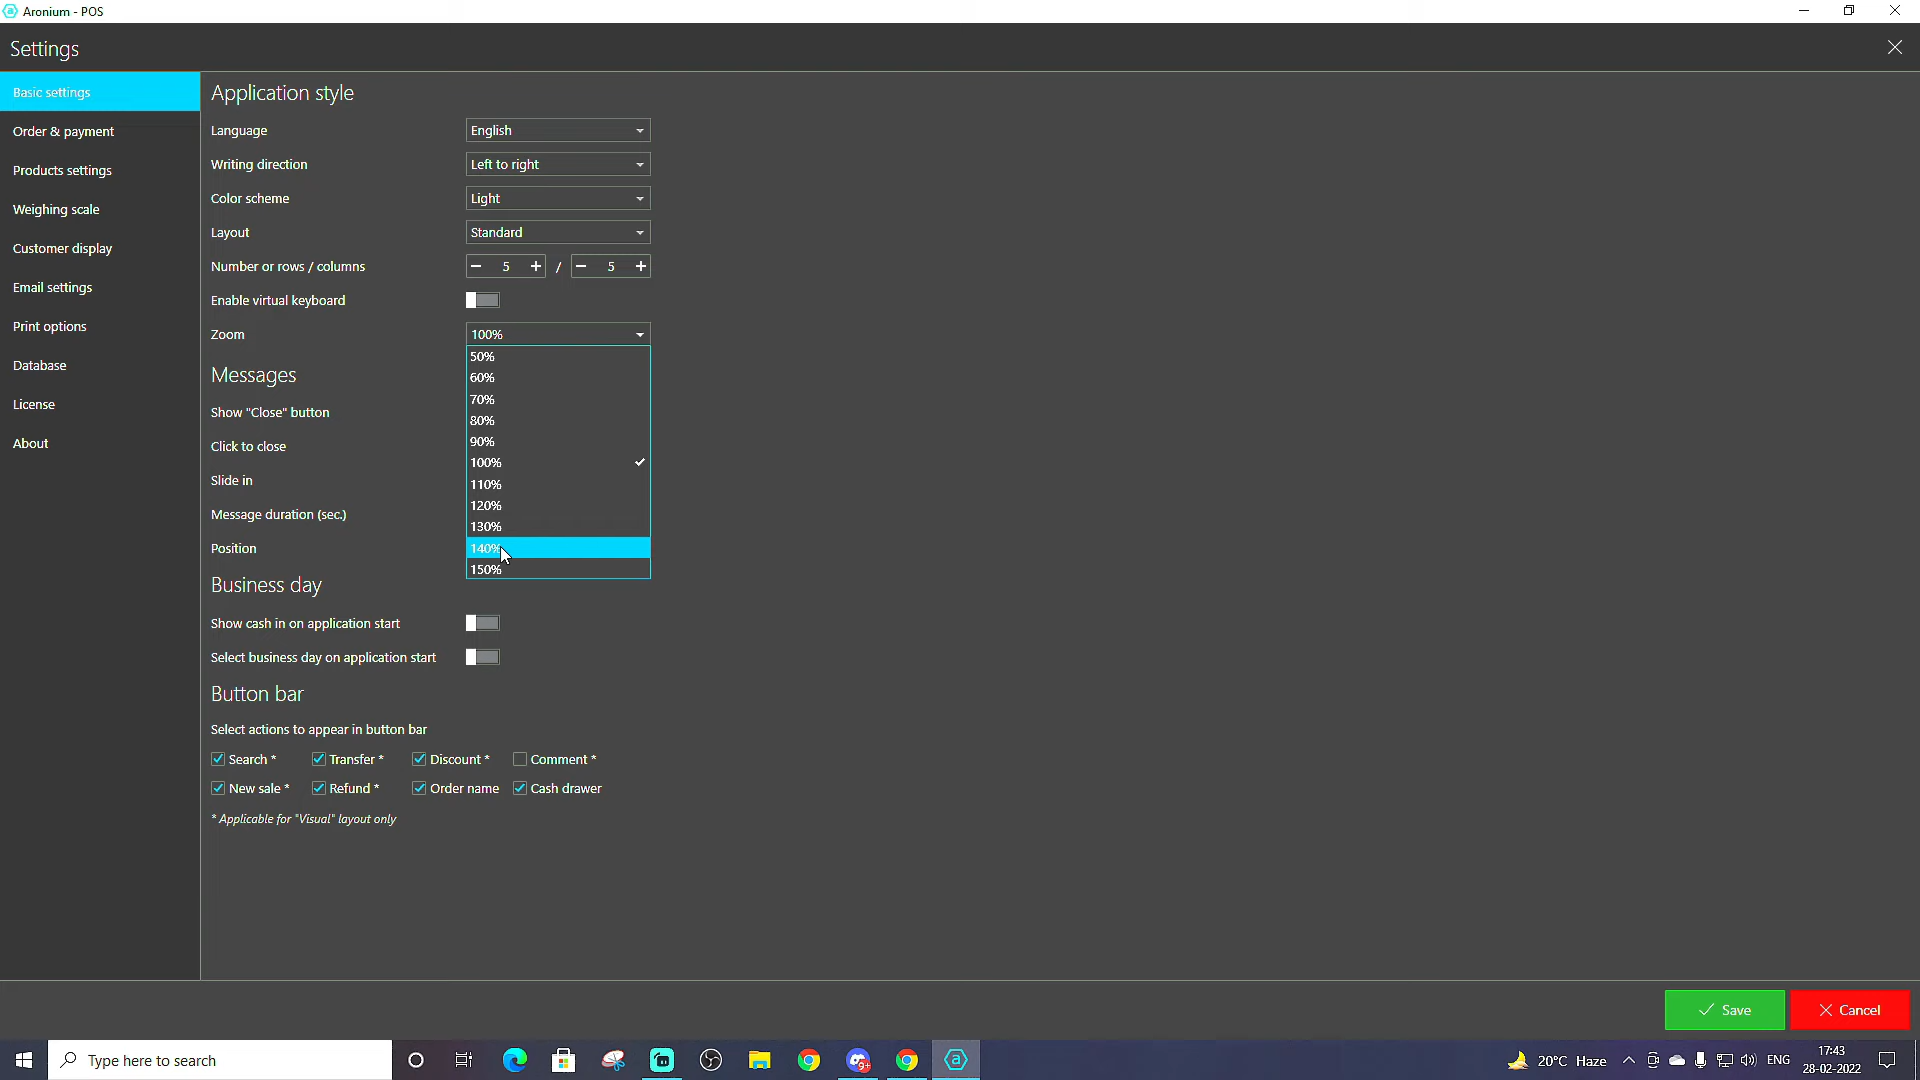 Aronium - POS
Settings
Basic settings
Order & payment
Products settings
Weighing scale
Customer display
Email settings
Print options
Database
License
About
Application style
Language English
Writing direction Left to right
Color scheme Light
Layout Standard
Number or rows / columns 5 / 5
Enable virtual keyboard
Zoom 100%
50%
60%
70%
80%
90%
100%
110%
120%
130%
140%
150%
Messages
Show "Close" button
Click to close
Slide in
Message duration (sec.)
Position
Business day
Show cash in on application start
Select business day on application start
Button bar
Select actions to appear in button bar
Search * Transfer * Discount * Comment *
New sale * Refund * Order name Cash drawer
* Applicable for "Visual" layout only
Save Cancel
Type here to search
9+
20°C Haze
ENG
17:43
28-02-2022